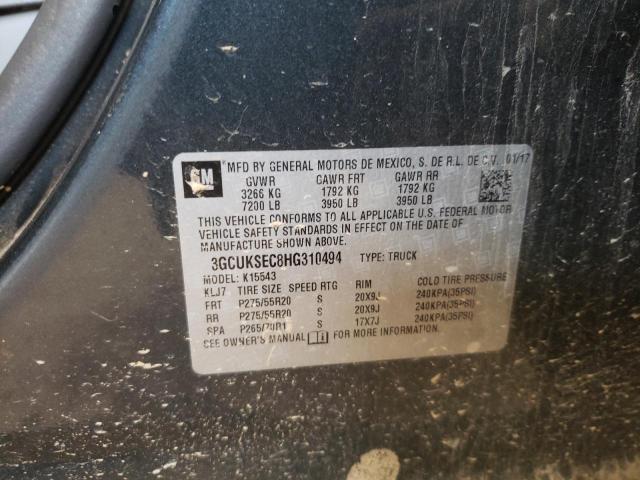 GM MFD BY GENERAL MOTORS DE MEXICO, S. DE R.L. DE C.V. 01/17
GVWR GAWR FRT GAWR RR
3266 KG 1792 KG 1792 KG
7200 LB 3950 LB 3950 LB
THIS VEHICLE CONFORMS TO ALL APPLICABLE U.S. FEDERAL MOTOR
VEHICLE SAFETY STANDARDS IN EFFECT ON THE DATE OF
MANUFACTURE SHOWN ABOVE.
3GCUKSEC8HG310494 TYPE: TRUCK
MODEL: K15543
KLJ7 TIRE SIZE SPEED RTG RIM COLD TIRE PRESSURE
FRT P275/55R20 S 20X9J 240KPA(35PSI)
RR P275/55R20 S 20X9J 240KPA(35PSI)
SPA P265/70R17 S 17X7J 240KPA(35PSI)
SEE OWNER'S MANUAL FOR MORE INFORMATION.